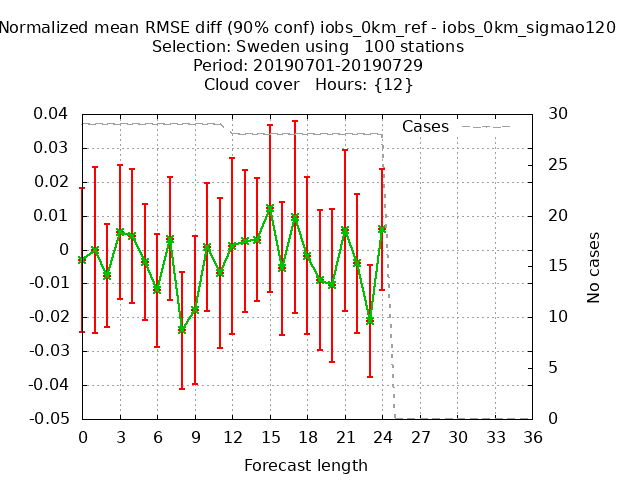 Normalized mean RMSE diff (90% conf) iobs_0km_ref - iobs_0km_sigmao120
Selection: Sweden using   100 stations
Period: 20190701-20190729
Cloud cover   Hours: {12}
Cases
0.04
0.03
0.02
0.01
0
-0.01
-0.02
-0.03
-0.04
-0.05
30
25
20
15
10
5
0
No cases
0 3 6 9 12 15 18 21 24 27 30 33 36
Forecast length